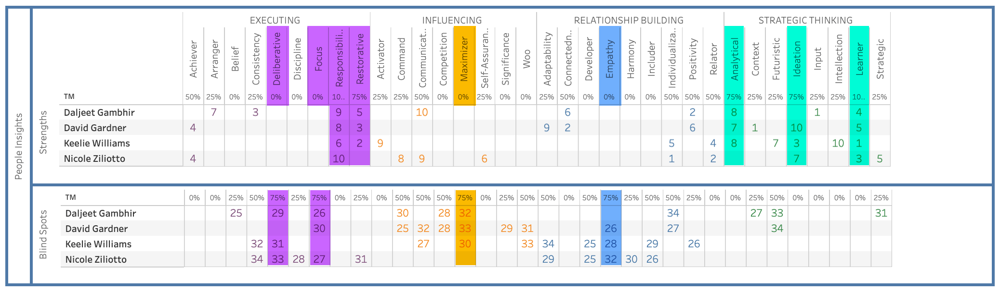 People Insights
Strengths
EXECUTING INFLUENCING RELATIONSHIP BUILDING STRATEGIC THINKING
Achiever Arranger Belief Consistency Deliberative Discipline Focus Responsibili.. Restorative Activator Command Communicat.. Competition Maximizer Self-Assuran.. Significance Woo Adaptability Connectedn.. Developer Empathy Harmony Includer Individualiza.. Positivity Relator Analytical Context Futuristic Ideation Input Intellection Learner Strategic
TM 50% 25% 0% 25% 0% 0% 0% 10.. 75% 25% 25% 50% 0% 0% 25% 0% 0% 25% 50% 0% 0% 0% 0% 50% 50% 50% 75% 25% 25% 75% 25% 25% 10.. 25%
Daljeet Gambhir 7 3 9 5 10 6 2 8 1 4
David Gardner 4 8 3 9 2 6 7 1 10 5
Keelie Williams 6 2 9 5 4 8 7 3 10 1
Nicole Ziliotto 4 10 8 9 6 1 2 7 3 5
Blind Spots
TM 0% 0% 25% 50% 75% 25% 75% 0% 25% 0% 50% 50% 50% 75% 0% 25% 50% 50% 0% 50% 75% 25% 50% 50% 25% 0% 0% 25% 50% 0% 0% 0% 0% 25%
Daljeet Gambhir 25 29 26 30 28 32 34 27 33 31
David Gardner 30 25 32 28 33 29 31 26 27 34
Keelie Williams 32 31 27 30 33 34 25 28 29 26
Nicole Ziliotto 34 33 28 27 31 29 25 32 30 26